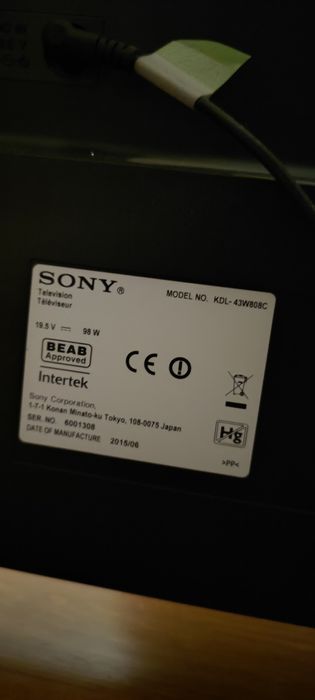 SONY®
MODEL NO. KDL-43W808C
Television
Téléviseur
19.5 V ⎓ 98 W
BEAB
Approved
CE
Intertek
Sony Corporation,
1-7-1 Konan Minato-ku Tokyo, 108-0075 Japan
SER. NO. 6001308
DATE OF MANUFACTURE 2015/06
Hg
>PP<